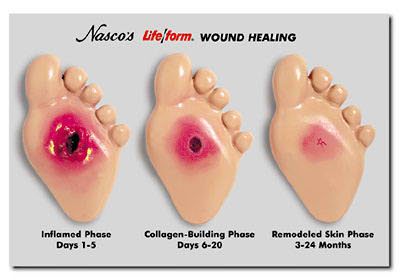 Nasco's Life/form® WOUND HEALING
Inflamed Phase
Days 1-5
Collagen-Building Phase
Days 6-20
Remodeled Skin Phase
3-24 Months